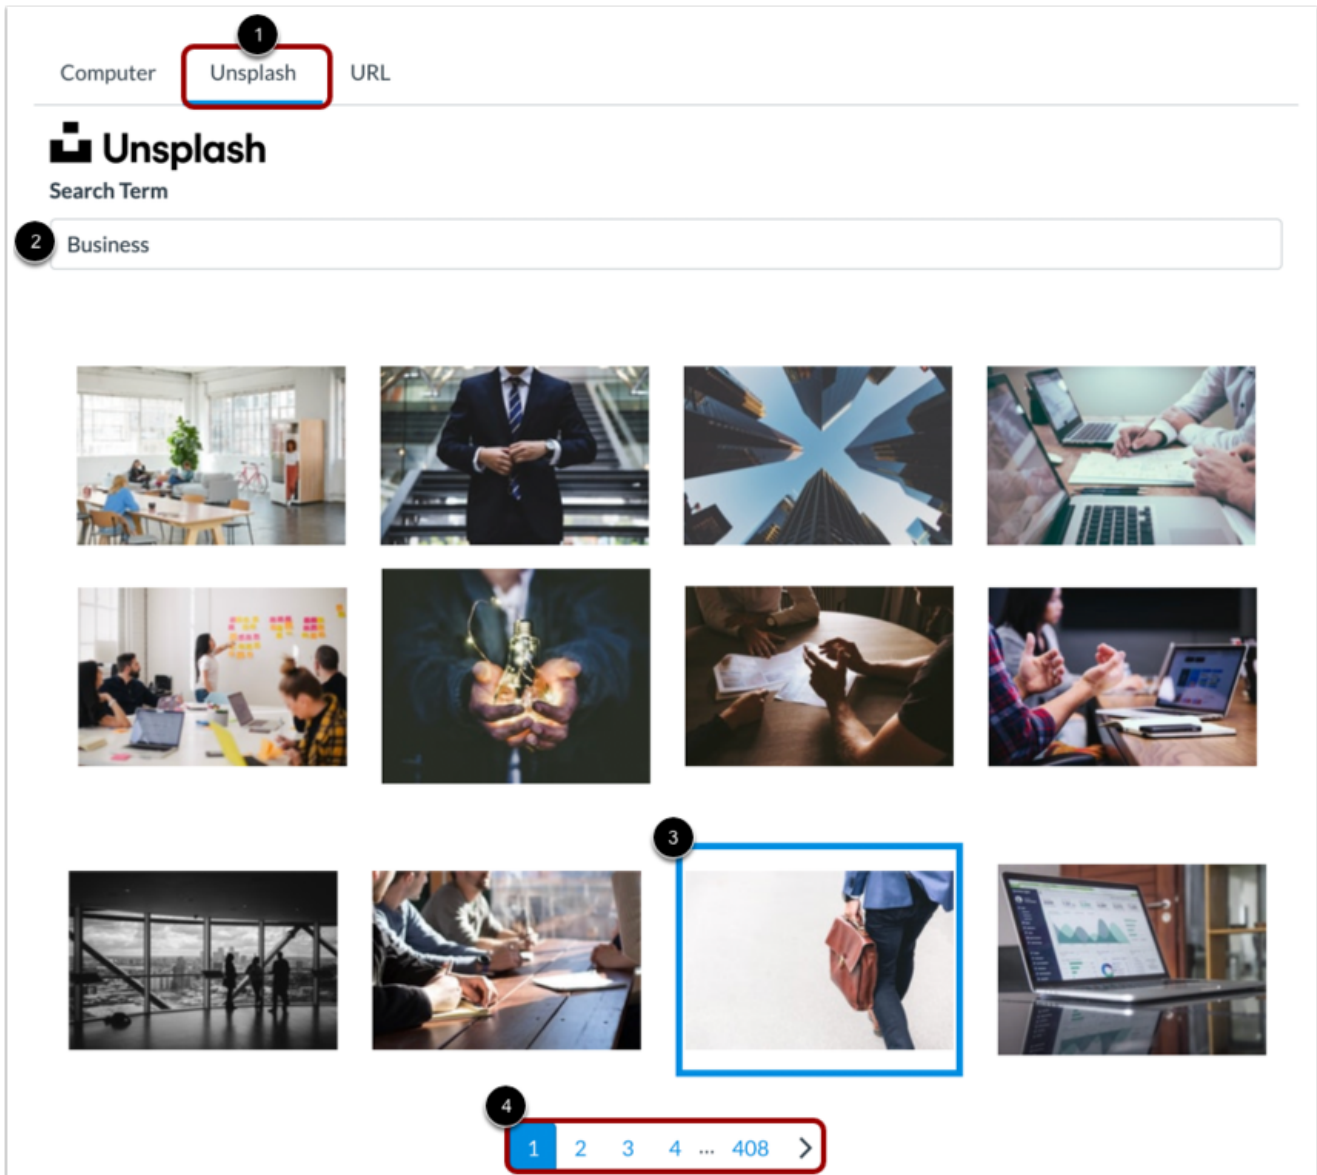 1
Computer Unsplash URL
Unsplash
Search Term
2 Business
3
4
1 2 3 4 ... 408 >